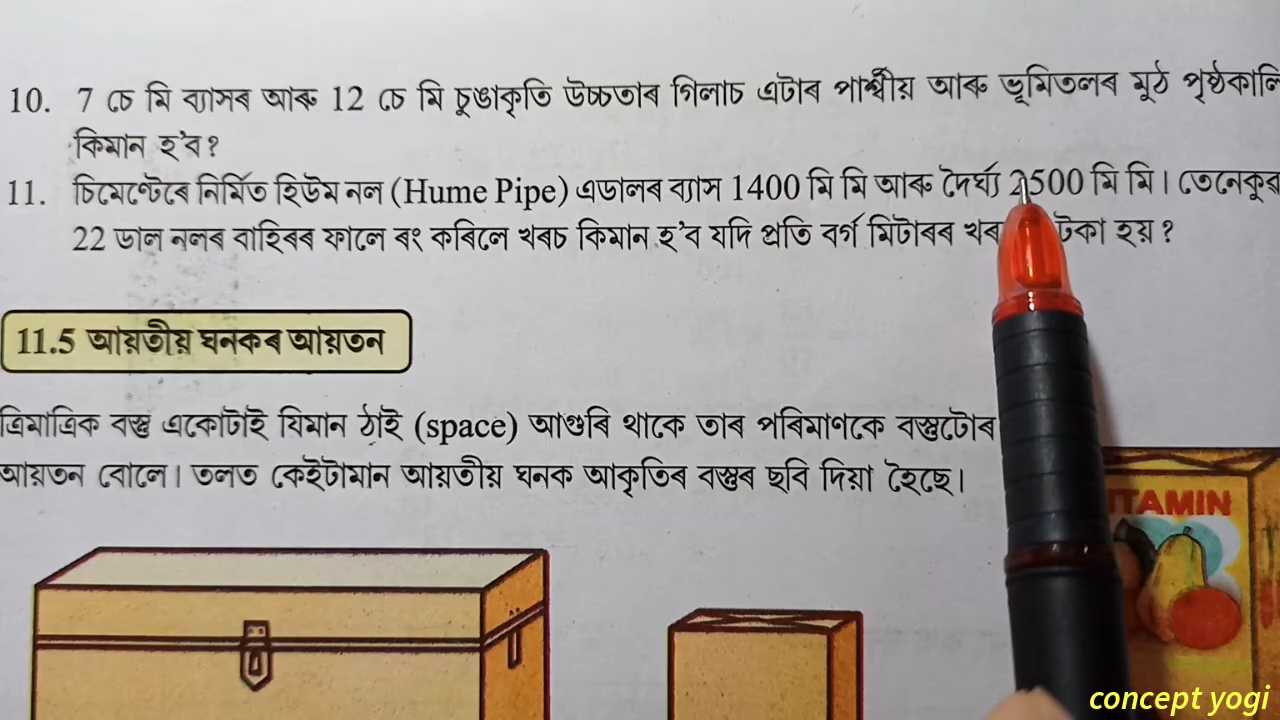 10. 7 চে মি ব্যাসৰ আৰু 12 চে মি চুঙাকৃতি উচ্চতাৰ গিলাচ এটাৰ পাৰ্শ্বীয় আৰু ভূমিতলৰ মুঠ পৃষ্ঠকালি
কিমান হ'ব?
11. চিমেণ্টেৰে নিৰ্মিত হিউম নল (Hume Pipe) এডালৰ ব্যাস 1400 মি মি আৰু দৈৰ্ঘ্য 2500 মি মি। তেনেকুৱা
22 ডাল নলৰ বাহিৰৰ ফালে ৰং কৰিলে খৰচ কিমান হ'ব যদি প্ৰতি বৰ্গ মিটাৰৰ টকা হয়?
11.5 আয়তীয় ঘনকৰ আয়তন
ত্ৰিমাত্ৰিক বস্তু একোটাই যিমান ঠাই (space) আগুৰি থাকে তাৰ পৰিমাণকে বস্তুটোৰ
আয়তন বোলে। তলত কেইটামান আয়তীয় ঘনক আকৃতিৰ বস্তুৰ ছবি দিয়া হৈছে।
concept yogi